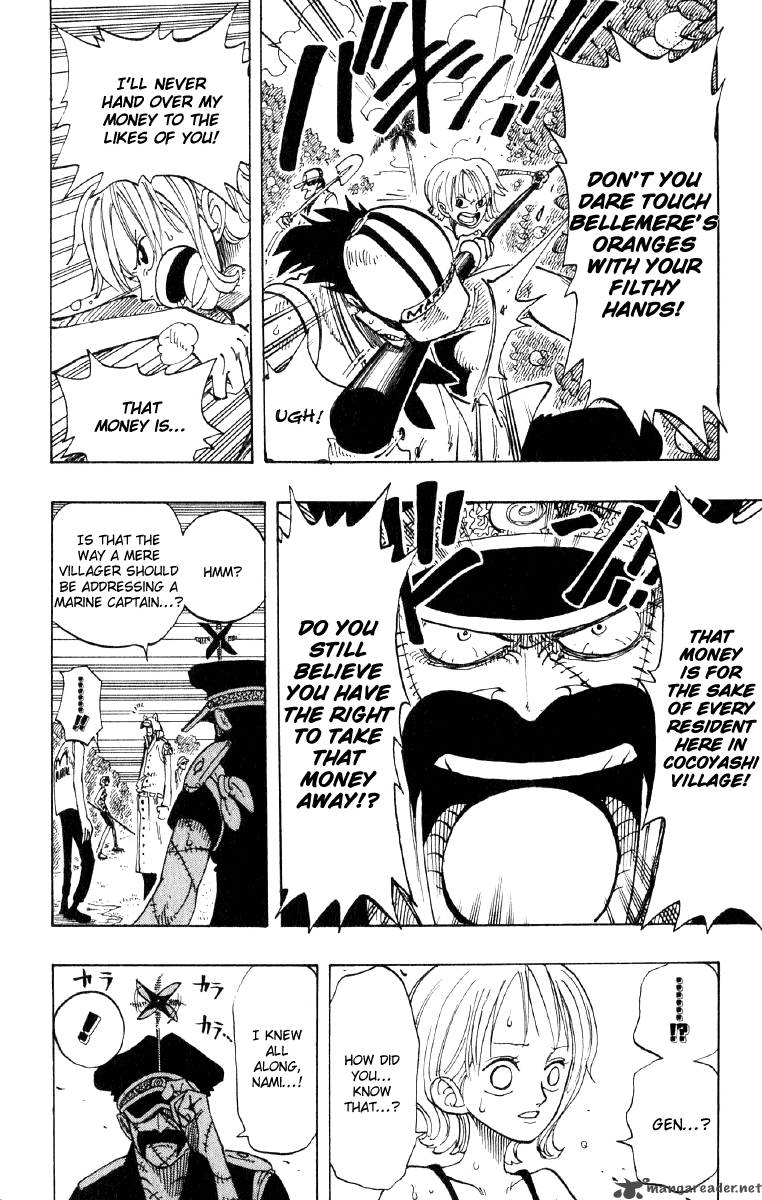 バキッ!!
DON'T YOU
DARE TOUCH
BELLEMERE'S
ORANGES
WITH YOUR
FILTHY
HANDS!
UGH!
I'LL NEVER
HAND OVER MY
MONEY TO THE
LIKES OF YOU!
THAT
MONEY IS...
THAT
MONEY
IS FOR
THE SAKE
OF EVERY
RESIDENT
HERE IN
COCOYASHI
VILLAGE!
DO YOU
STILL
BELIEVE
YOU HAVE
THE RIGHT
TO TAKE
THAT
MONEY
AWAY!?
HMM?
IS THAT THE
WAY A MERE
VILLAGER SHOULD
BE ADDRESSING A
MARINE CAPTAIN...?
......!!
......!?
GEN...?
HOW DID
YOU...
KNOW
THAT...?
I KNEW
ALL
ALONG,
NAMI...!
カラ
カラ
カラ...
!
mangareader.net